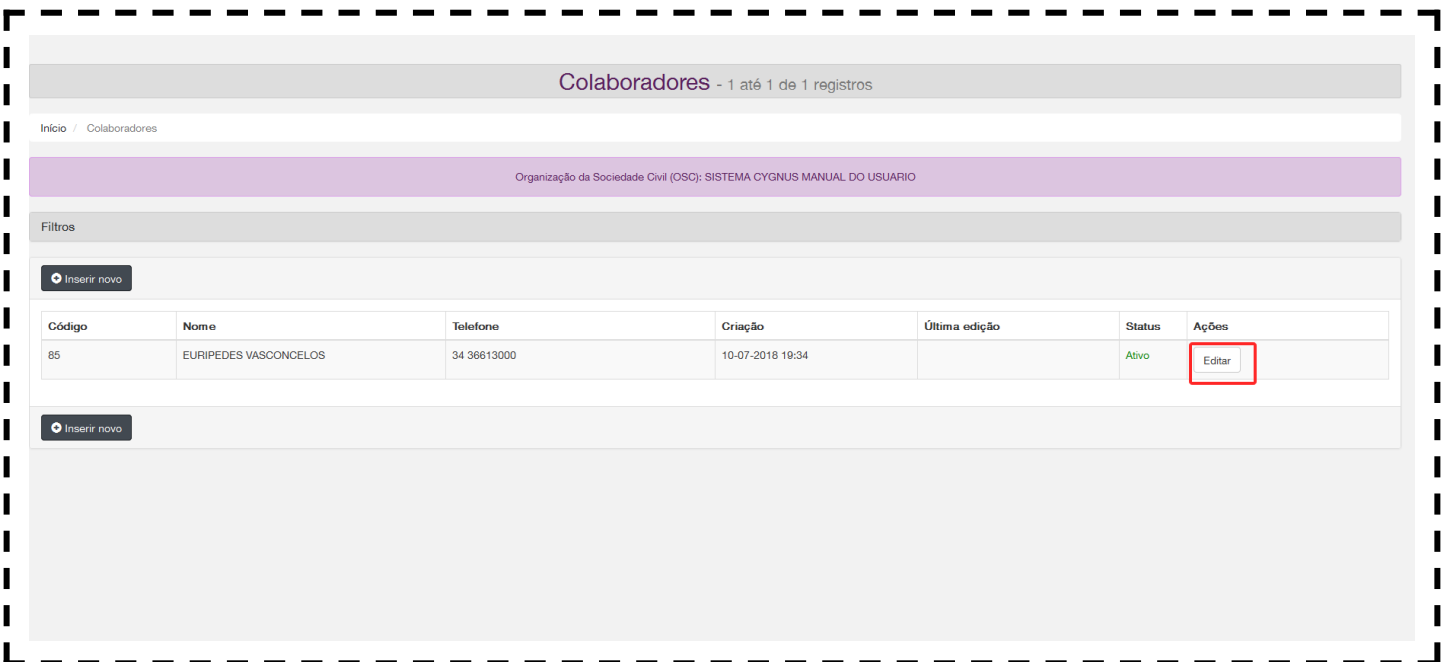 Colaboradores - 1 até 1 de 1 registros
Início / Colaboradores
Organização da Sociedade Civil (OSC): SISTEMA CYGNUS MANUAL DO USUARIO
Filtros
Inserir novo
Código Nome Telefone Criação Última edição Status Ações
85 EURIPEDES VASCONCELOS 34 36613000 10-07-2018 19:34 Ativo Editar
Inserir novo